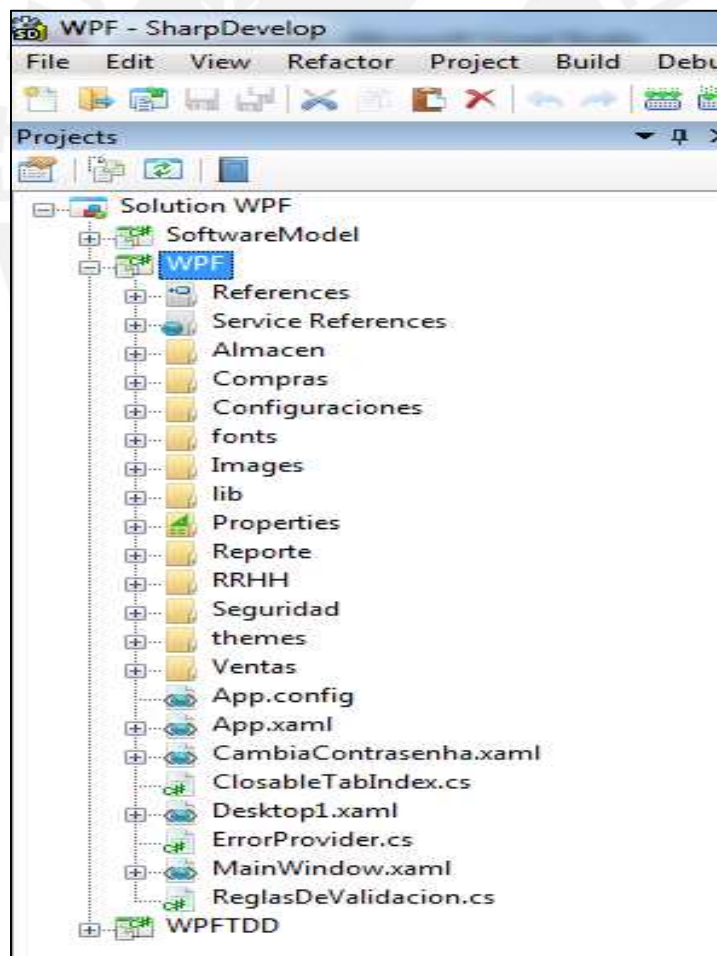 WPF - SharpDevelop
File Edit View Refactor Project Build Debu
Projects
Solution WPF
SoftwareModel
WPF
References
Service References
Almacen
Compras
Configuraciones
fonts
Images
lib
Properties
Reporte
RRHH
Seguridad
themes
Ventas
App.config
App.xaml
CambiaContrasenha.xaml
ClosableTabIndex.cs
Desktop1.xaml
ErrorProvider.cs
MainWindow.xaml
ReglasDeValidacion.cs
WPFTDD